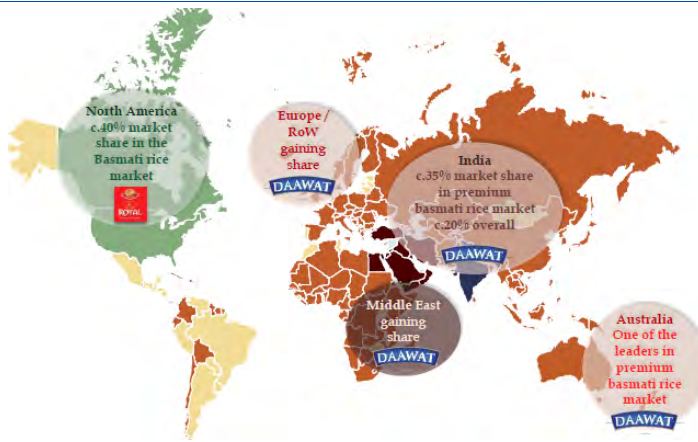 North America
c.40% market
share in the
Basmati rice
market
ROYAL
Europe /
RoW
gaining
share
DAAWAT
India
c.35% market share
in premium
basmati rice market
c.20% overall
DAAWAT
Middle East
gaining
share
DAAWAT
Australia
One of the
leaders in
premium
basmati rice
market
DAAWAT